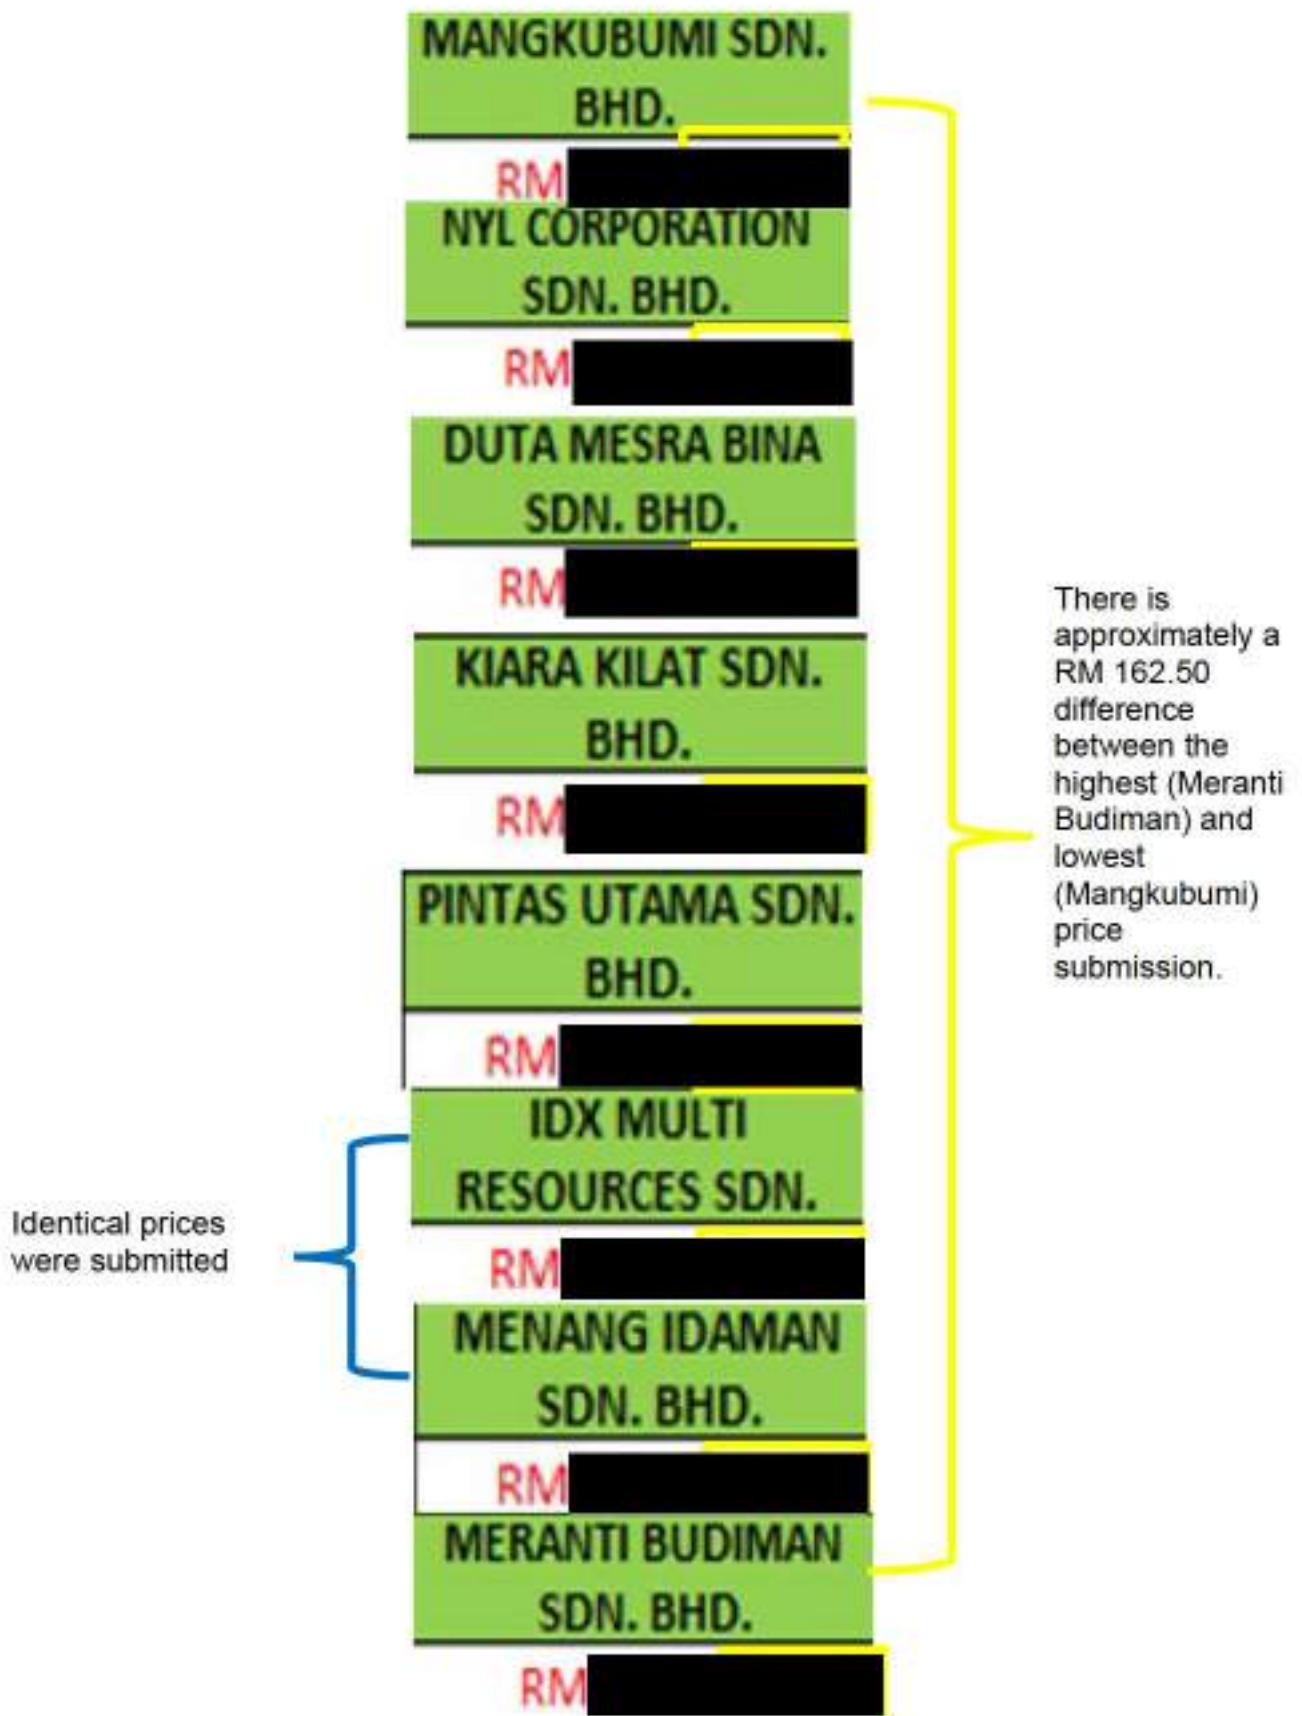 MANGKUBUMI SDN.
BHD.
RM
NYL CORPORATION
SDN. BHD.
RM
DUTA MESRA BINA
SDN. BHD.
RM
KIARA KILAT SDN.
BHD.
RM
PINTAS UTAMA SDN.
BHD.
RM
IDX MULTI
RESOURCES SDN.
RM
MENANG IDAMAN
SDN. BHD.
RM
MERANTI BUDIMAN
SDN. BHD.
RM
Identical prices
were submitted
There is
approximately a
RM 162.50
difference
between the
highest (Meranti
Budiman) and
lowest
(Mangkubumi)
price
submission.